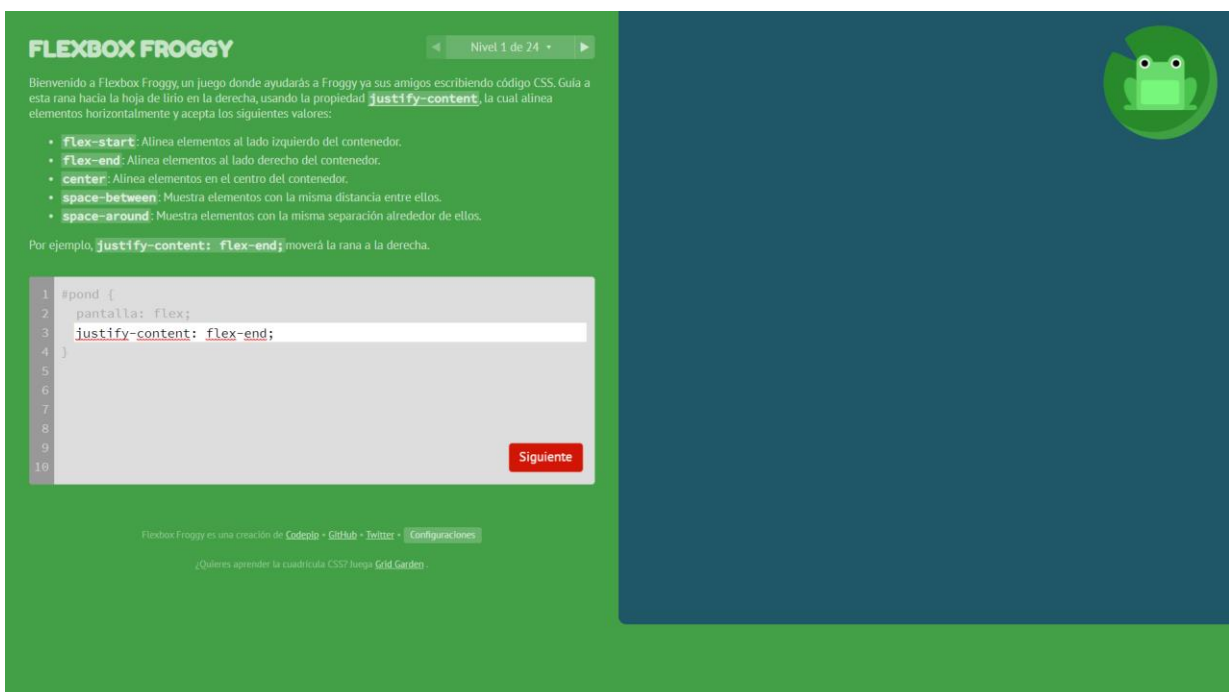 FLEXBOX FROGGY
Nivel 1 de 24
Bienvenido a Flexbox Froggy, un juego donde ayudarás a Froggy ya sus amigos escribiendo código CSS. Guía a
esta rana hacia la hoja de lirio en la derecha, usando la propiedad justify-content, la cual alinea
elementos horizontalmente y acepta los siguientes valores:
• flex-start: Alinea elementos al lado izquierdo del contenedor.
• flex-end: Alinea elementos al lado derecho del contenedor.
• center: Alinea elementos en el centro del contenedor.
• space-between: Muestra elementos con la misma distancia entre ellos.
• space-around: Muestra elementos con la misma separación alrededor de ellos.
Por ejemplo, justify-content: flex-end; moverá la rana a la derecha.
1 #pond {
2 pantalla: flex;
3 justify-content: flex-end;
4 }
5
6
7
8
9
10
Siguiente
Flexbox Froggy es una creación de Codepip • GitHub • Twitter • Configuraciones
¿Quieres aprender la cuadrícula CSS? Juega Grid Garden .